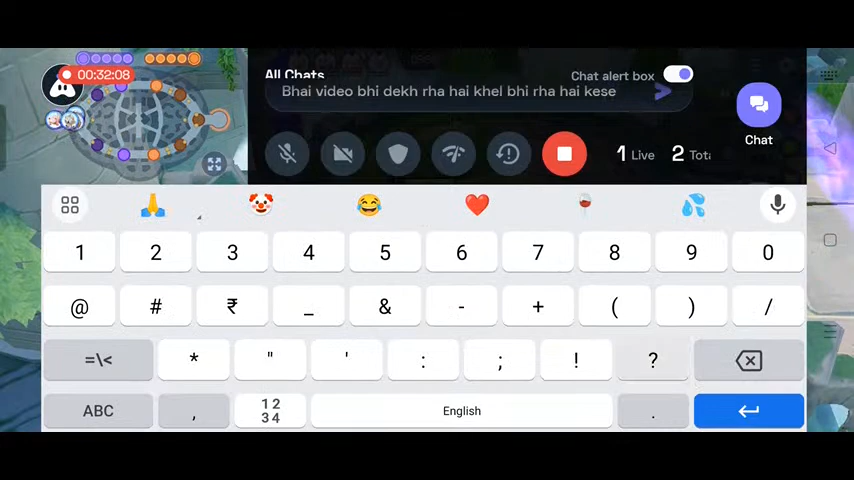 00:32:08
All Chats
Chat alert box
Bhai video bhi dekh rha hai khel bhi rha hai kese
Chat
1 Live 2 Tota
1 2 3 4 5 6 7 8 9 0
@ # ₹ _ & - + ( ) /
=\< * " ' : ; ! ?
ABC , 12 34 English .